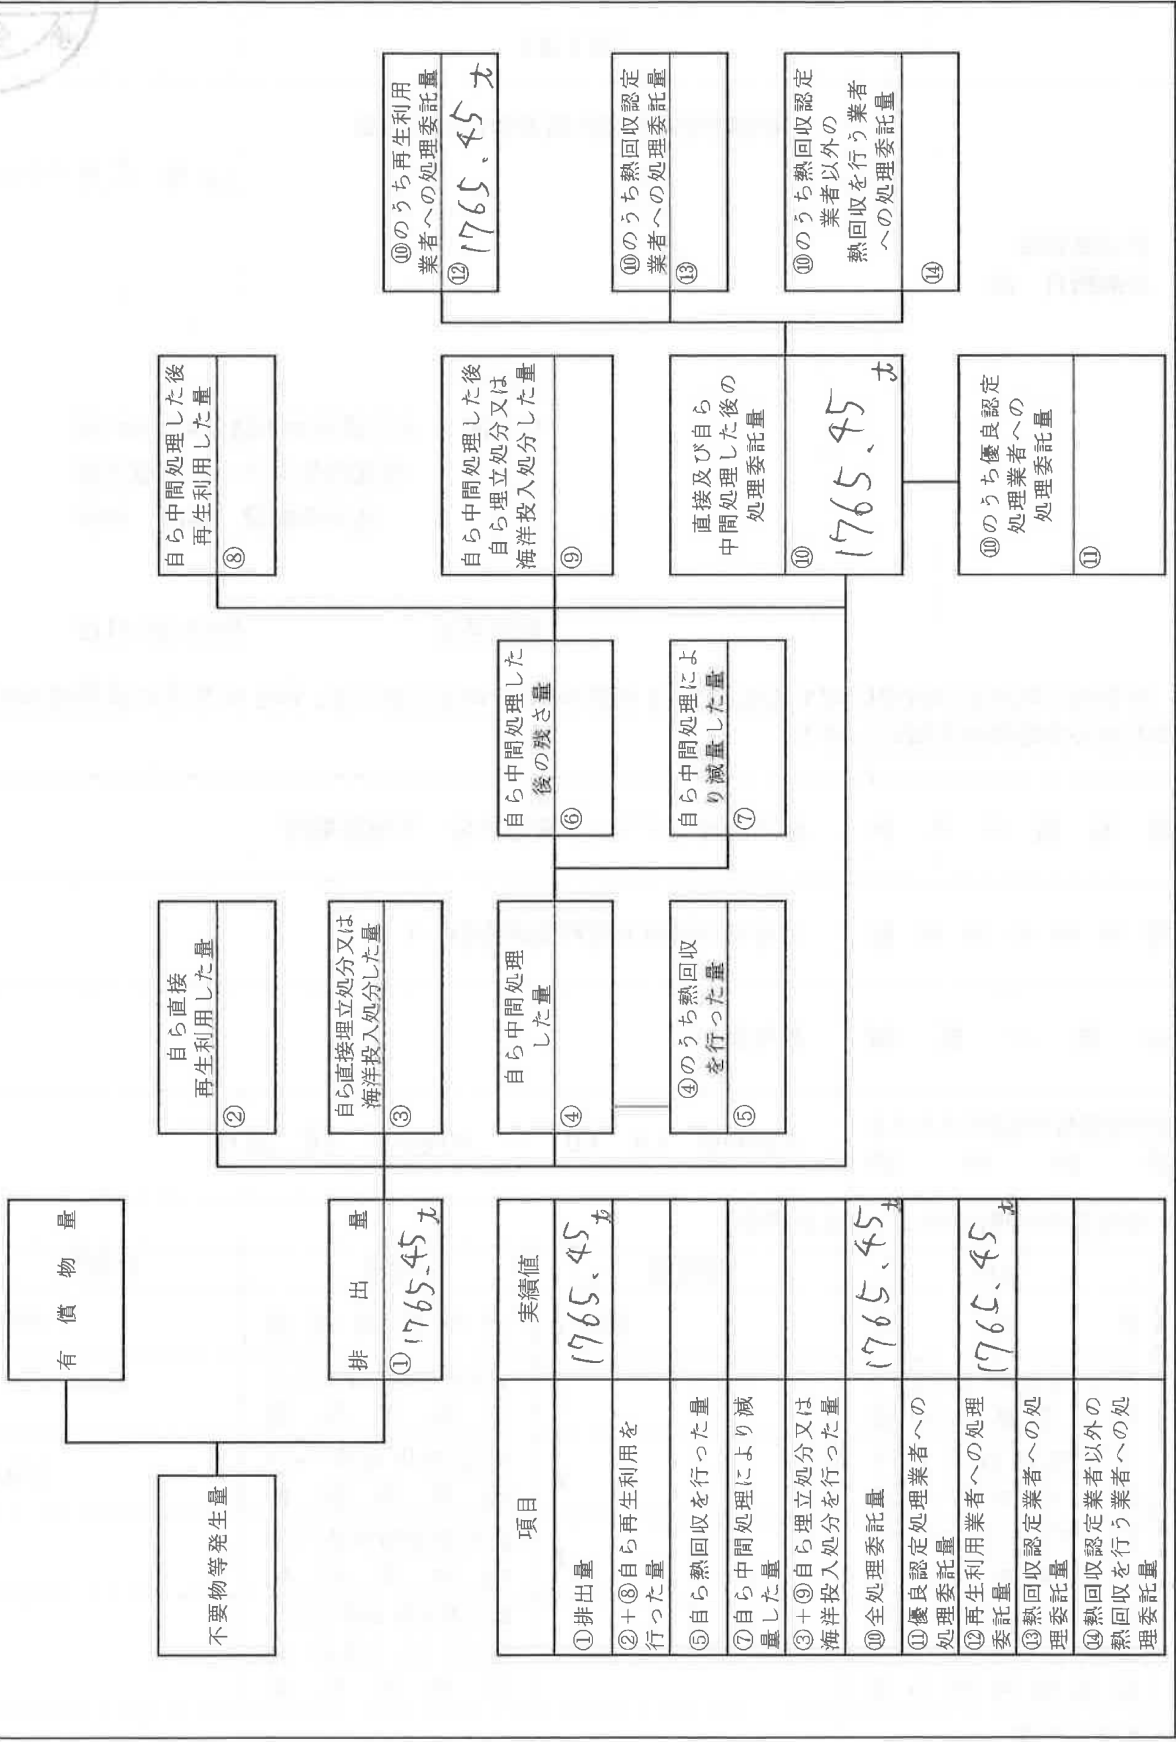 不要物等発生量
有償物量
排出量
① 1765.45 t
自ら直接
再生利用した量
②
自ら直接埋立処分又は
海洋投入処分した量
③
自ら中間処理
した量
④
④のうち熱回収
を行った量
⑤
自ら中間処理した
後の残さ量
⑥
自ら中間処理によ
り減量した量
⑦
自ら中間処理した後
再生利用した量
⑧
自ら中間処理した後
自ら埋立処分又は
海洋投入処分した量
⑨
直接及び自ら
中間処理した後の
処理委託量
⑩
1765.45 t
⑩のうち優良認定
処理業者への
処理委託量
⑪
⑩のうち再生利用
業者への処理委託量
⑫
1765.45 t
⑩のうち熱回収認定
業者への処理委託量
⑬
⑩のうち熱回収認定
業者以外の
熱回収を行う業者
への処理委託量
⑭
項目 実績値
①排出量 1765.45 t
②+⑧自ら再生利用を
行った量
⑤自ら熱回収を行った量
⑦自ら中間処理により減
量した量
③+⑨自ら埋立処分又は
海洋投入処分を行った量
⑩全処理委託量 1765.45 t
⑪優良認定処理業者への
処理委託量
⑫再生利用業者への処理
委託量 1765.45 t
⑬熱回収認定業者への処
理委託量
⑭熱回収認定業者以外の
熱回収を行う業者への処
理委託量